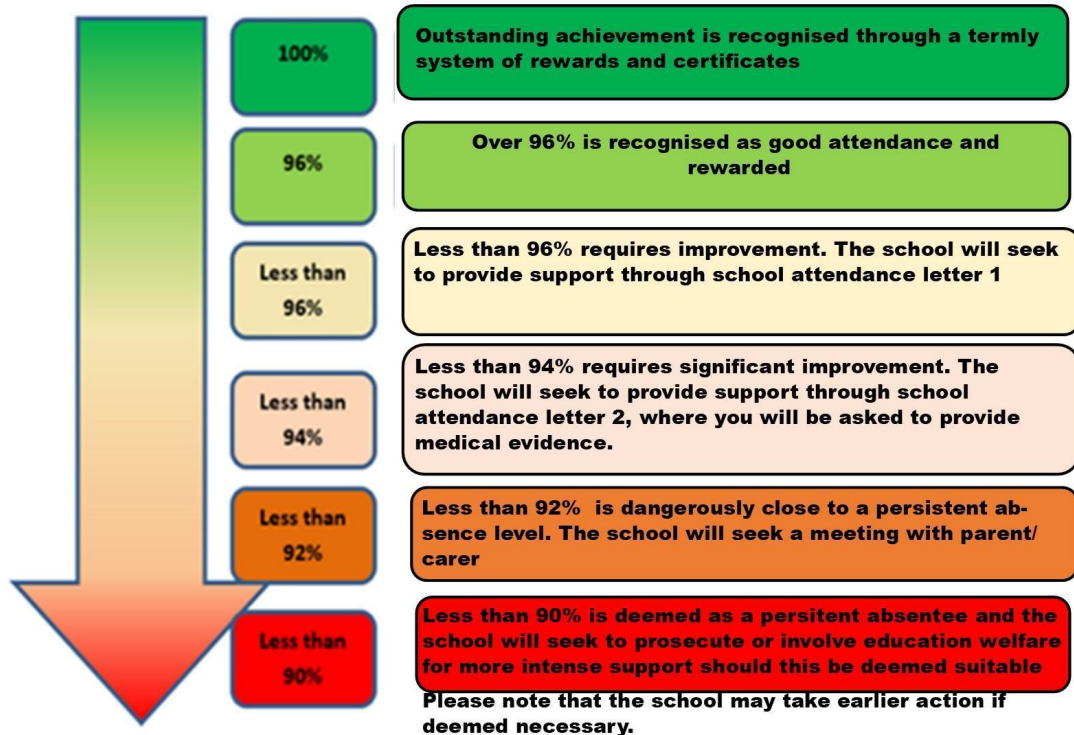 100%
Outstanding achievement is recognised through a termly
system of rewards and certificates
96%
Over 96% is recognised as good attendance and
rewarded
Less than
96%
Less than 96% requires improvement. The school will seek
to provide support through school attendance letter 1
Less than
94%
Less than 94% requires significant improvement. The
school will seek to provide support through school
attendance letter 2, where you will be asked to provide
medical evidence.
Less than
92%
Less than 92%  is dangerously close to a persistent ab-
sence level. The school will seek a meeting with parent/
carer
Less than
90%
Less than 90% is deemed as a persitent absentee and the
school will seek to prosecute or involve education welfare
for more intense support should this be deemed suitable
Please note that the school may take earlier action if
deemed necessary.